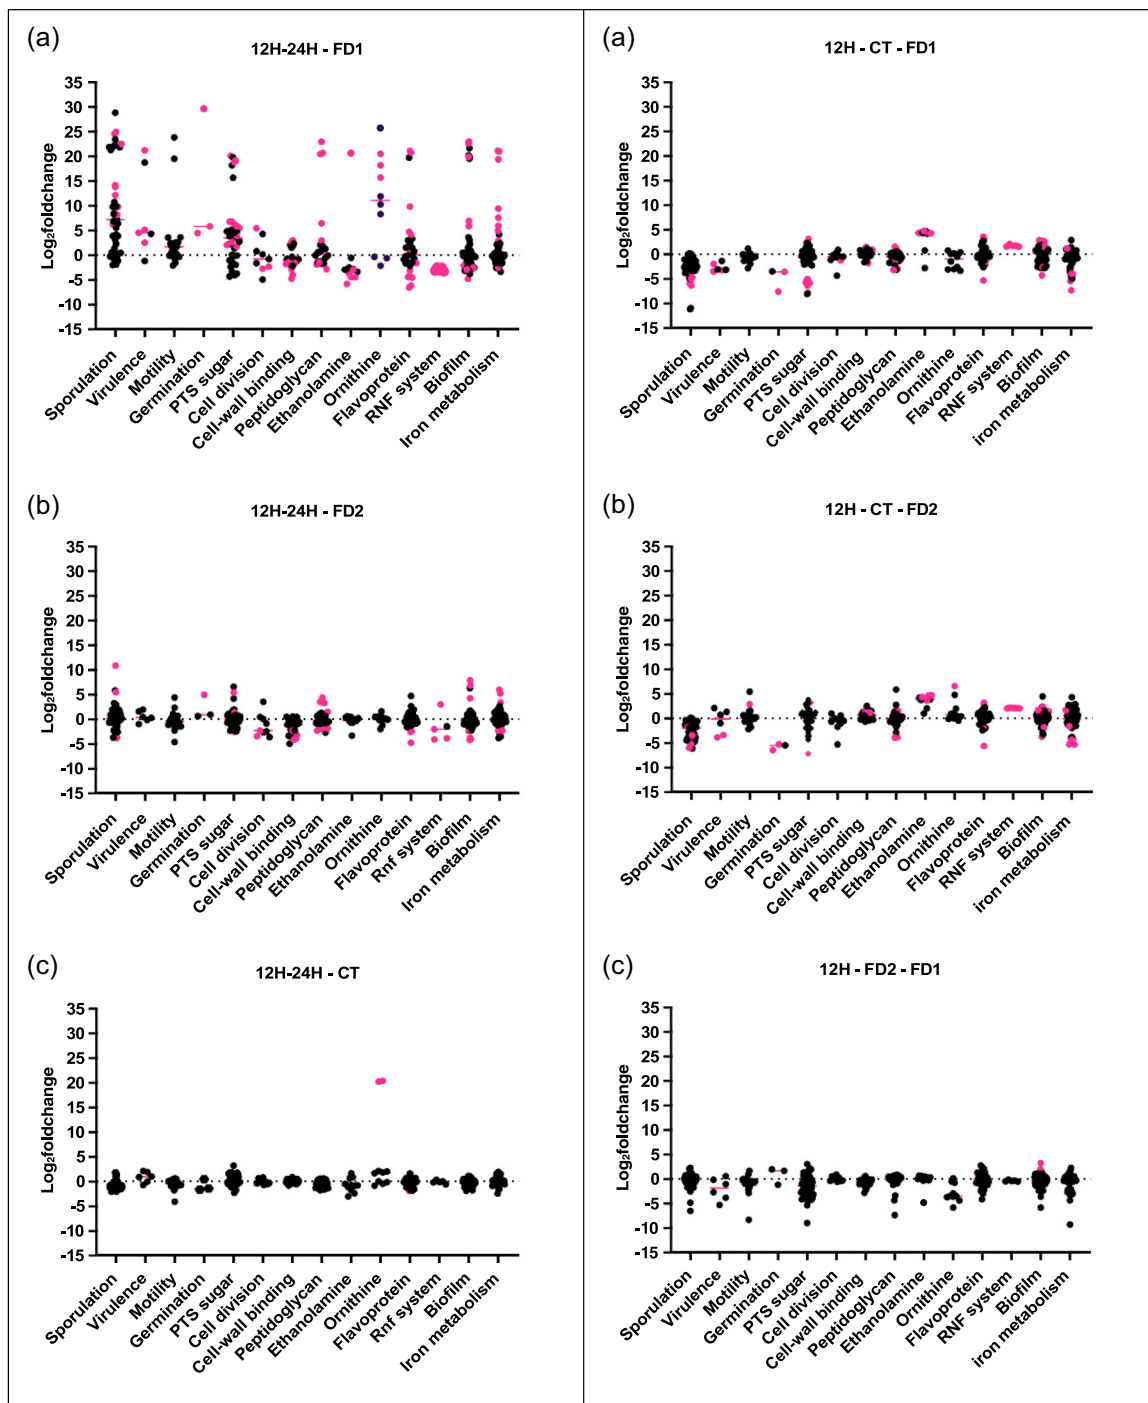 (a)
12H-24H - FD1
Log2foldchange
35
30
25
20
15
10
5
0
-5
-10
-15
Sporulation
Virulence
Motility
Germination
PTS sugar
Cell division
Cell-wall binding
Peptidoglycan
Ethanolamine
Ornithine
Flavoprotein
RNF system
Biofilm
Iron metabolism
(a)
12H - CT - FD1
Log2foldchange
35
30
25
20
15
10
5
0
-5
-10
-15
Sporulation
Virulence
Motility
Germination
PTS sugar
Cell division
Cell-wall binding
Peptidoglycan
Ethanolamine
Ornithine
Flavoprotein
RNF system
Biofilm
iron metabolism
(b)
12H-24H - FD2
Log2foldchange
35
30
25
20
15
10
5
0
-5
-10
-15
Sporulation
Virulence
Motility
Germination
PTS sugar
Cell division
Cell-wall binding
Peptidoglycan
Ethanolamine
Ornithine
Flavoprotein
Rnf system
Biofilm
Iron metabolism
(b)
12H - CT - FD2
Log2foldchange
35
30
25
20
15
10
5
0
-5
-10
-15
Sporulation
Virulence
Motility
Germination
PTS sugar
Cell division
Cell-wall binding
Peptidoglycan
Ethanolamine
Ornithine
Flavoprotein
RNF system
Biofilm
iron metabolism
(c)
12H-24H - CT
Log2foldchange
35
30
25
20
15
10
5
0
-5
-10
-15
Sporulation
Virulence
Motility
Germination
PTS sugar
Cell division
Cell-wall binding
Peptidoglycan
Ethanolamine
Ornithine
Flavoprotein
Rnf system
Biofilm
Iron metabolism
(c)
12H - FD2 - FD1
Log2foldchange
35
30
25
20
15
10
5
0
-5
-10
-15
Sporulation
Virulence
Motility
Germination
PTS sugar
Cell division
Cell-wall binding
Peptidoglycan
Ethanolamine
Ornithine
Flavoprotein
RNF system
Biofilm
iron metabolism